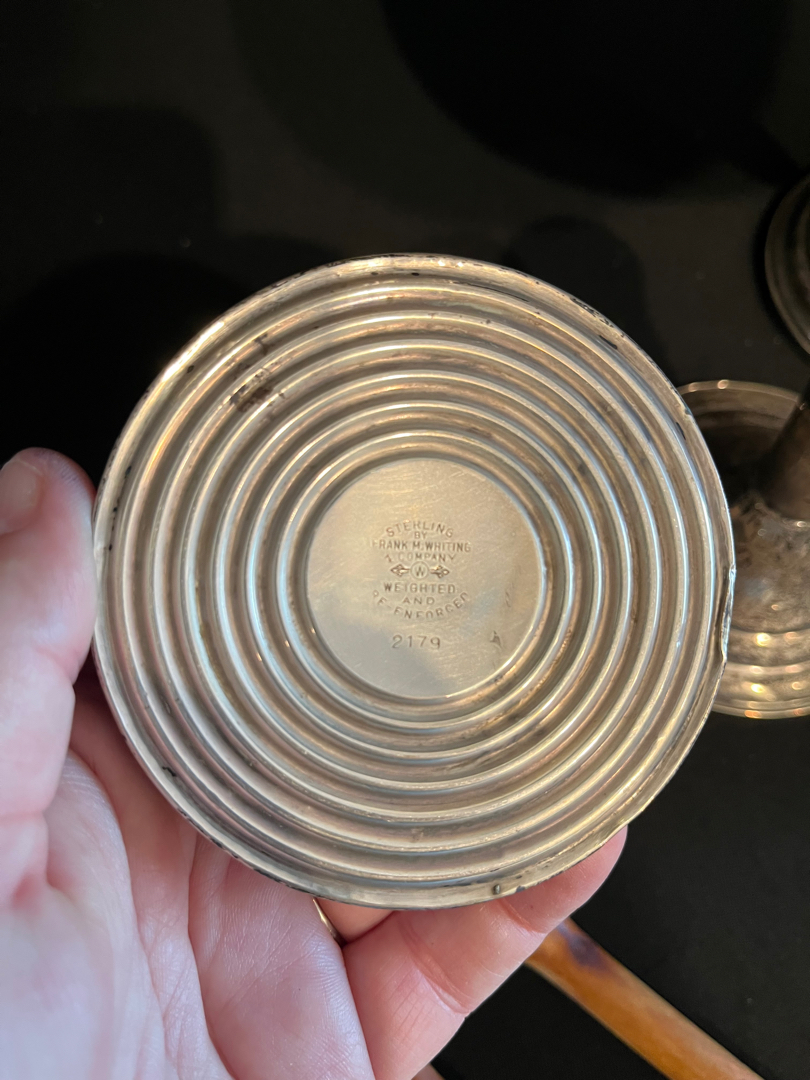 STERLING
BY
FRANK M. WHITING
& COMPANY
W
WEIGHTED
AND
RE-ENFORCED
2179